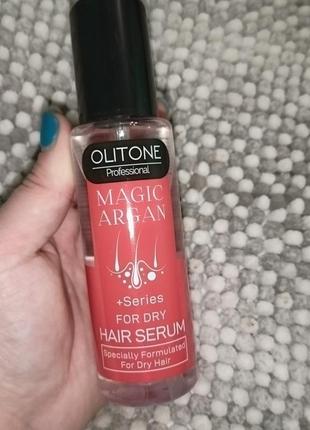 OLITONE
Professional
MAGIC
ARGAN
+Series
FOR DRY
HAIR SERUM
Specially Formulated
For Dry Hair